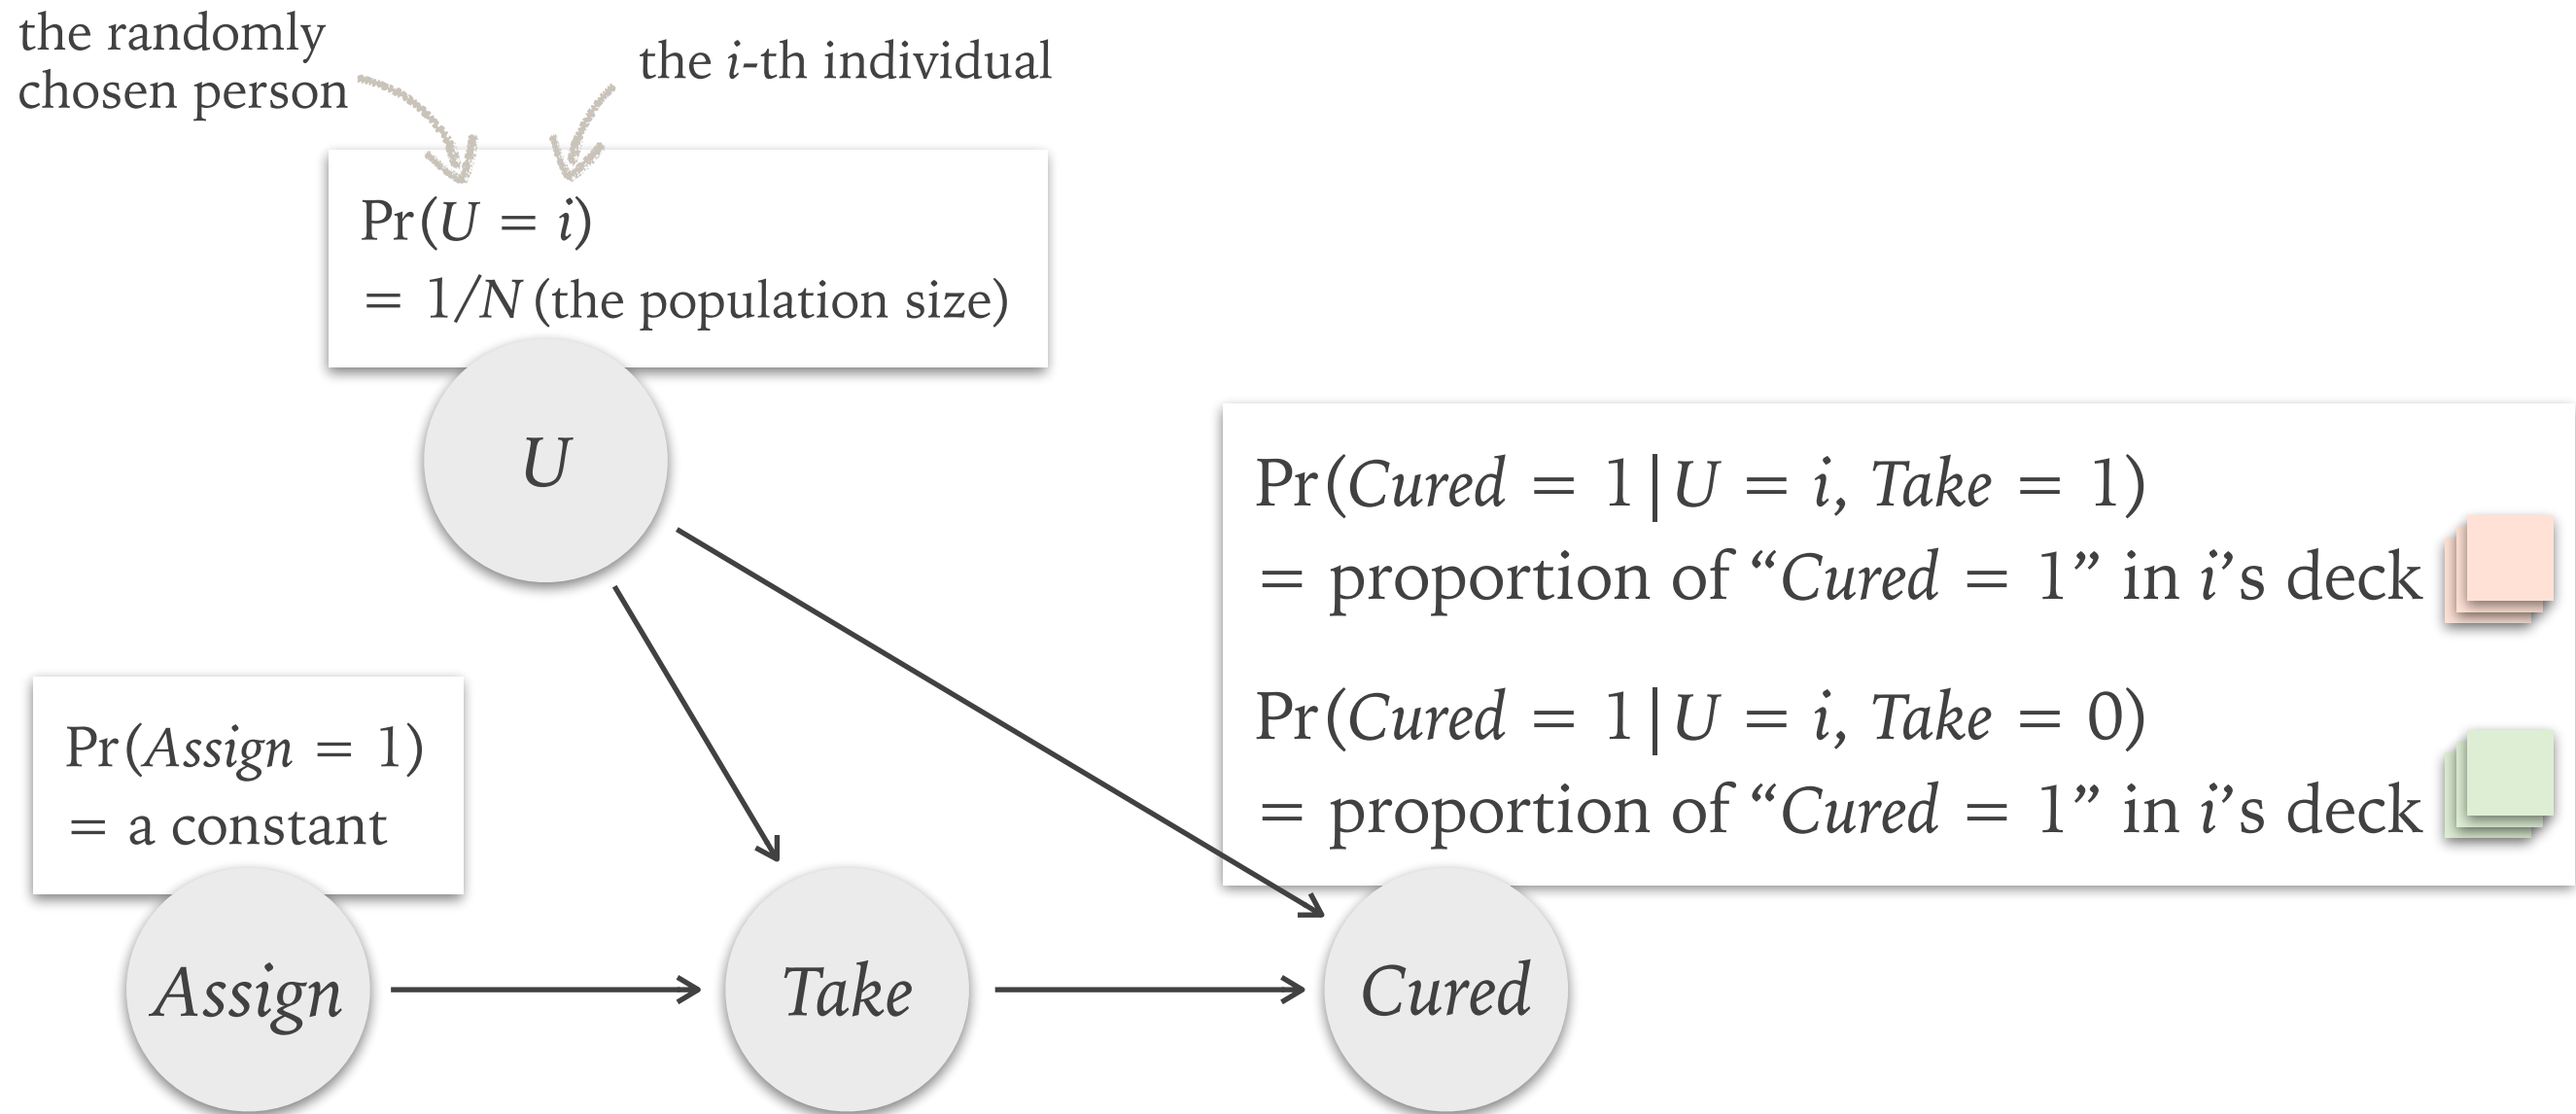 the randomly
chosen person
the i-th individual
Pr(U = i)
= 1/N (the population size)
U
Pr(Cured = 1 | U = i, Take = 1)
= proportion of “Cured = 1” in i’s deck
Pr(Cured = 1 | U = i, Take = 0)
= proportion of “Cured = 1” in i’s deck
Pr(Assign = 1)
= a constant
Assign
Take
Cured